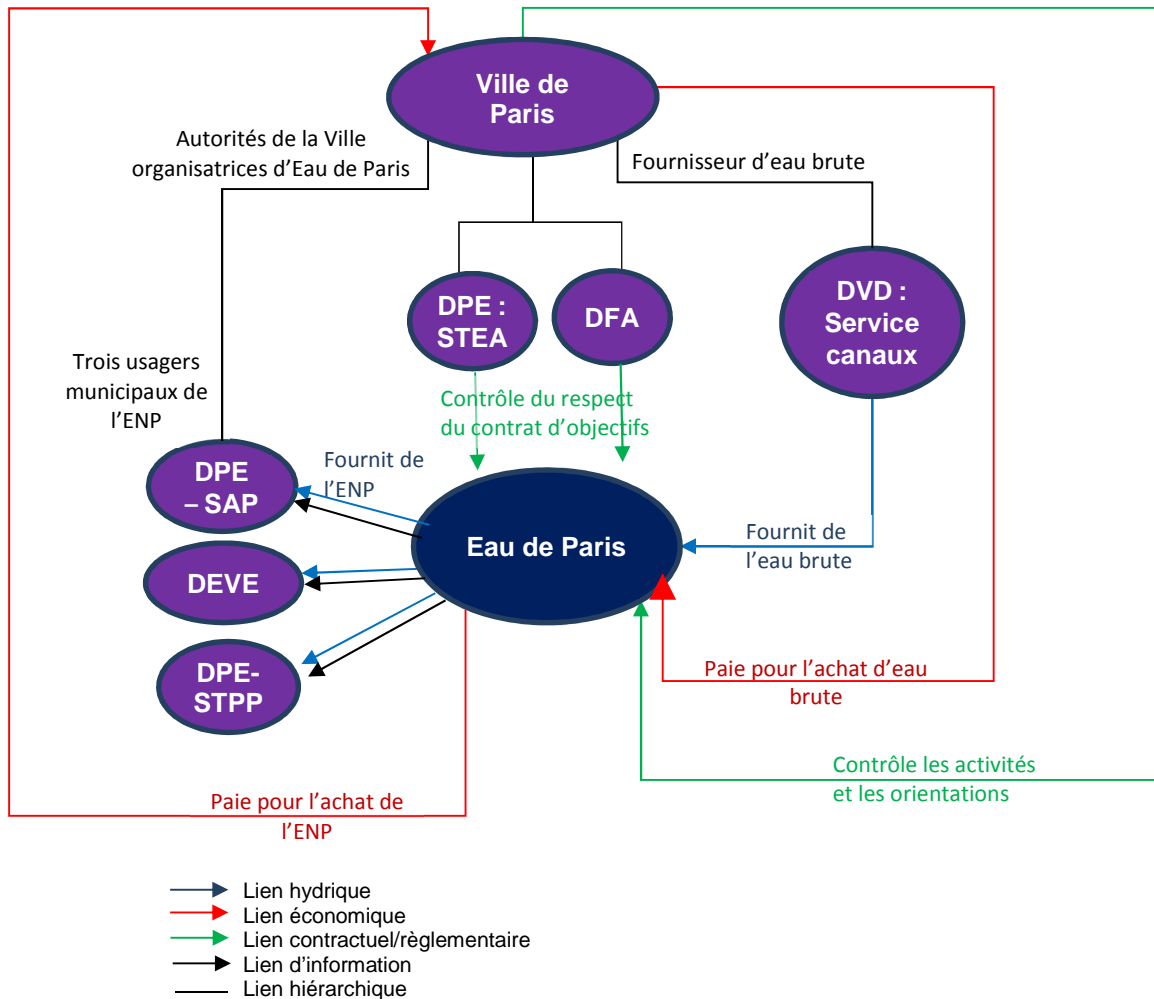 Ville de
Paris
Autorités de la Ville
organisatrices d'Eau de Paris
Fournisseur d'eau brute
DPE :
STEA
DFA
DVD :
Service
canaux
Trois usagers
municipaux de
l'ENP
Contrôle du respect
du contrat d'objectifs
DPE
– SAP
Fournit de
l'ENP
Eau de Paris
Fournit de
l'eau brute
DEVE
DPE-
STPP
Paie pour l'achat d'eau
brute
Contrôle les activités
et les orientations
Paie pour l'achat de
l'ENP
Lien hydrique
Lien économique
Lien contractuel/règlementaire
Lien d'information
Lien hiérarchique